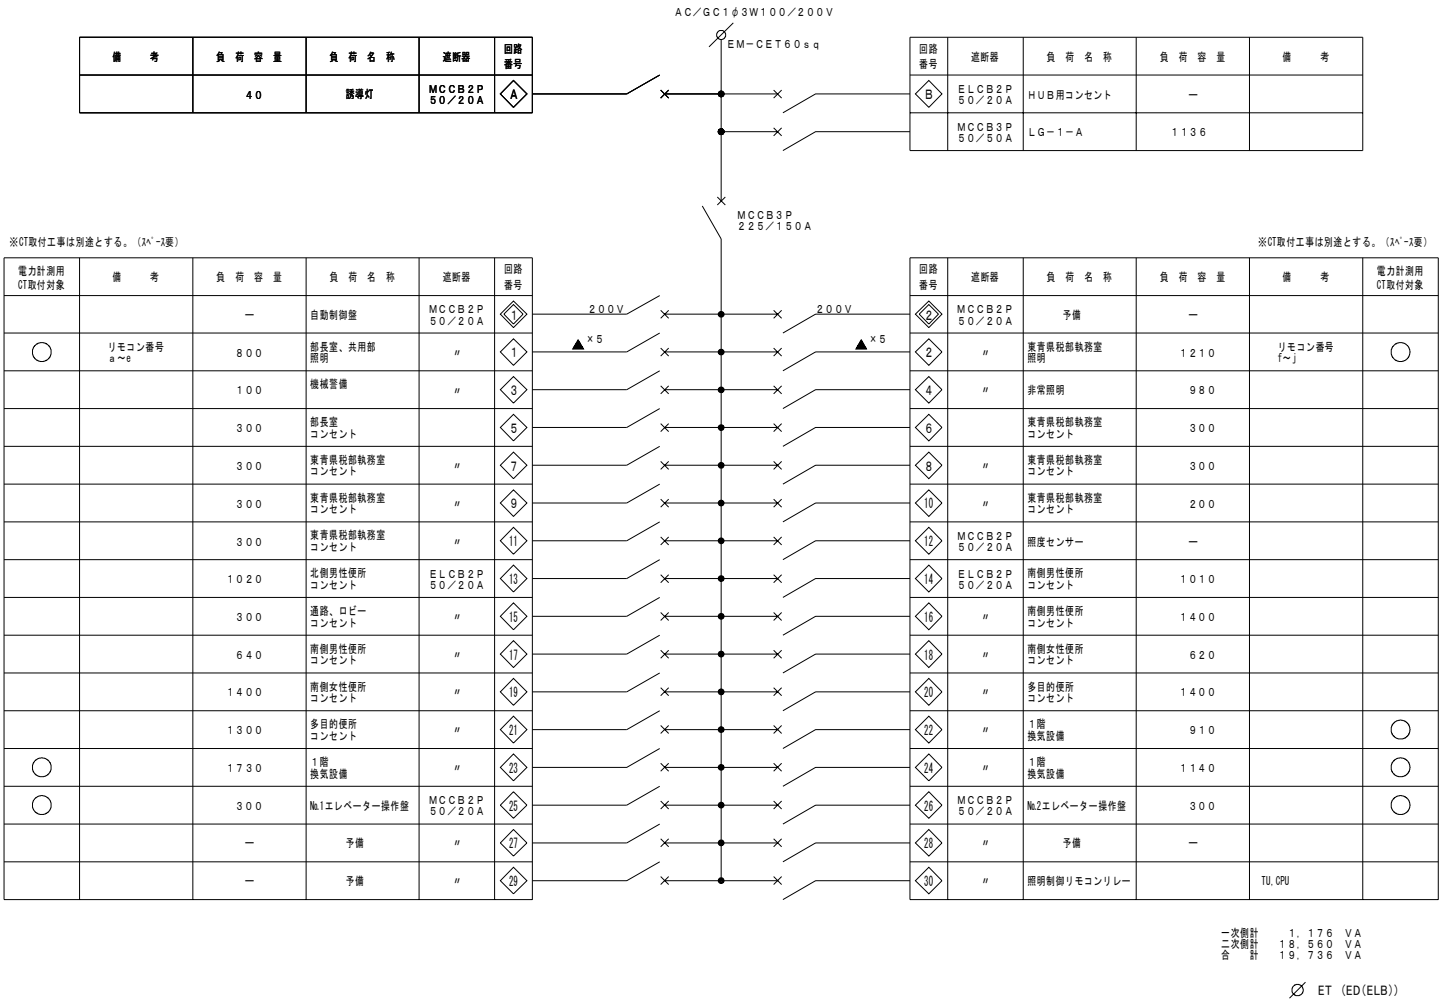 AC/GC1φ3W100/200V
EM-CET60sq
備 考 負 荷 容 量 負 荷 名 称 遮断器 回路番号
40 誘導灯 MCCB2P 50/20A A
回路番号 遮断器 負 荷 名 称 負 荷 容 量 備 考
B ELCB2P 50/20A HUB用コンセント —
MCCB3P 50/50A LG-1-A 1136
MCCB3P
225/150A
※CT取付工事は別途とする。(スペース要)
電力計測用CT取付対象 備 考 負 荷 容 量 負 荷 名 称 遮断器 回路番号
— 自動制御盤 MCCB2P 50/20A 1 200V
○ リモコン番号 a~e 800 部長室、共用部 照明 〃 1 ▲×5
100 機械警備 〃 3
300 部長室 コンセント 5
300 東青県税部執務室 コンセント 〃 7
300 東青県税部執務室 コンセント 〃 9
300 東青県税部執務室 コンセント 〃 11
1020 北側男性便所 コンセント ELCB2P 50/20A 13
300 通路、ロビー コンセント 〃 15
640 南側男性便所 コンセント 〃 17
1400 南側女性便所 コンセント 〃 19
1300 多目的便所 コンセント 〃 21
○ 1730 1階 換気設備 〃 23
○ 300 №1エレベーター操作盤 MCCB2P 50/20A 25
— 予備 〃 27
— 予備 〃 29
※CT取付工事は別途とする。(スペース要)
回路番号 遮断器 負 荷 名 称 負 荷 容 量 備 考 電力計測用CT取付対象
200V 2 MCCB2P 50/20A 予備 —
▲×5 2 〃 東青県税部執務室 照明 1210 リモコン番号 f~j ○
4 〃 非常照明 980
6 東青県税部執務室 コンセント 300
8 〃 東青県税部執務室 コンセント 300
10 〃 東青県税部執務室 コンセント 200
12 MCCB2P 50/20A 照度センサー —
14 ELCB2P 50/20A 南側男性便所 コンセント 1010
16 〃 南側男性便所 コンセント 1400
18 〃 南側女性便所 コンセント 620
20 〃 多目的便所 コンセント 1400
22 〃 1階 換気設備 910 ○
24 〃 1階 換気設備 1140 ○
26 MCCB2P 50/20A №2エレベーター操作盤 300 ○
28 〃 予備 —
30 〃 照明制御リモコンリレー TU,CPU
一次側計 1,176 VA
二次側計 18,560 VA
合 計 19,736 VA
ET (ED(ELB))